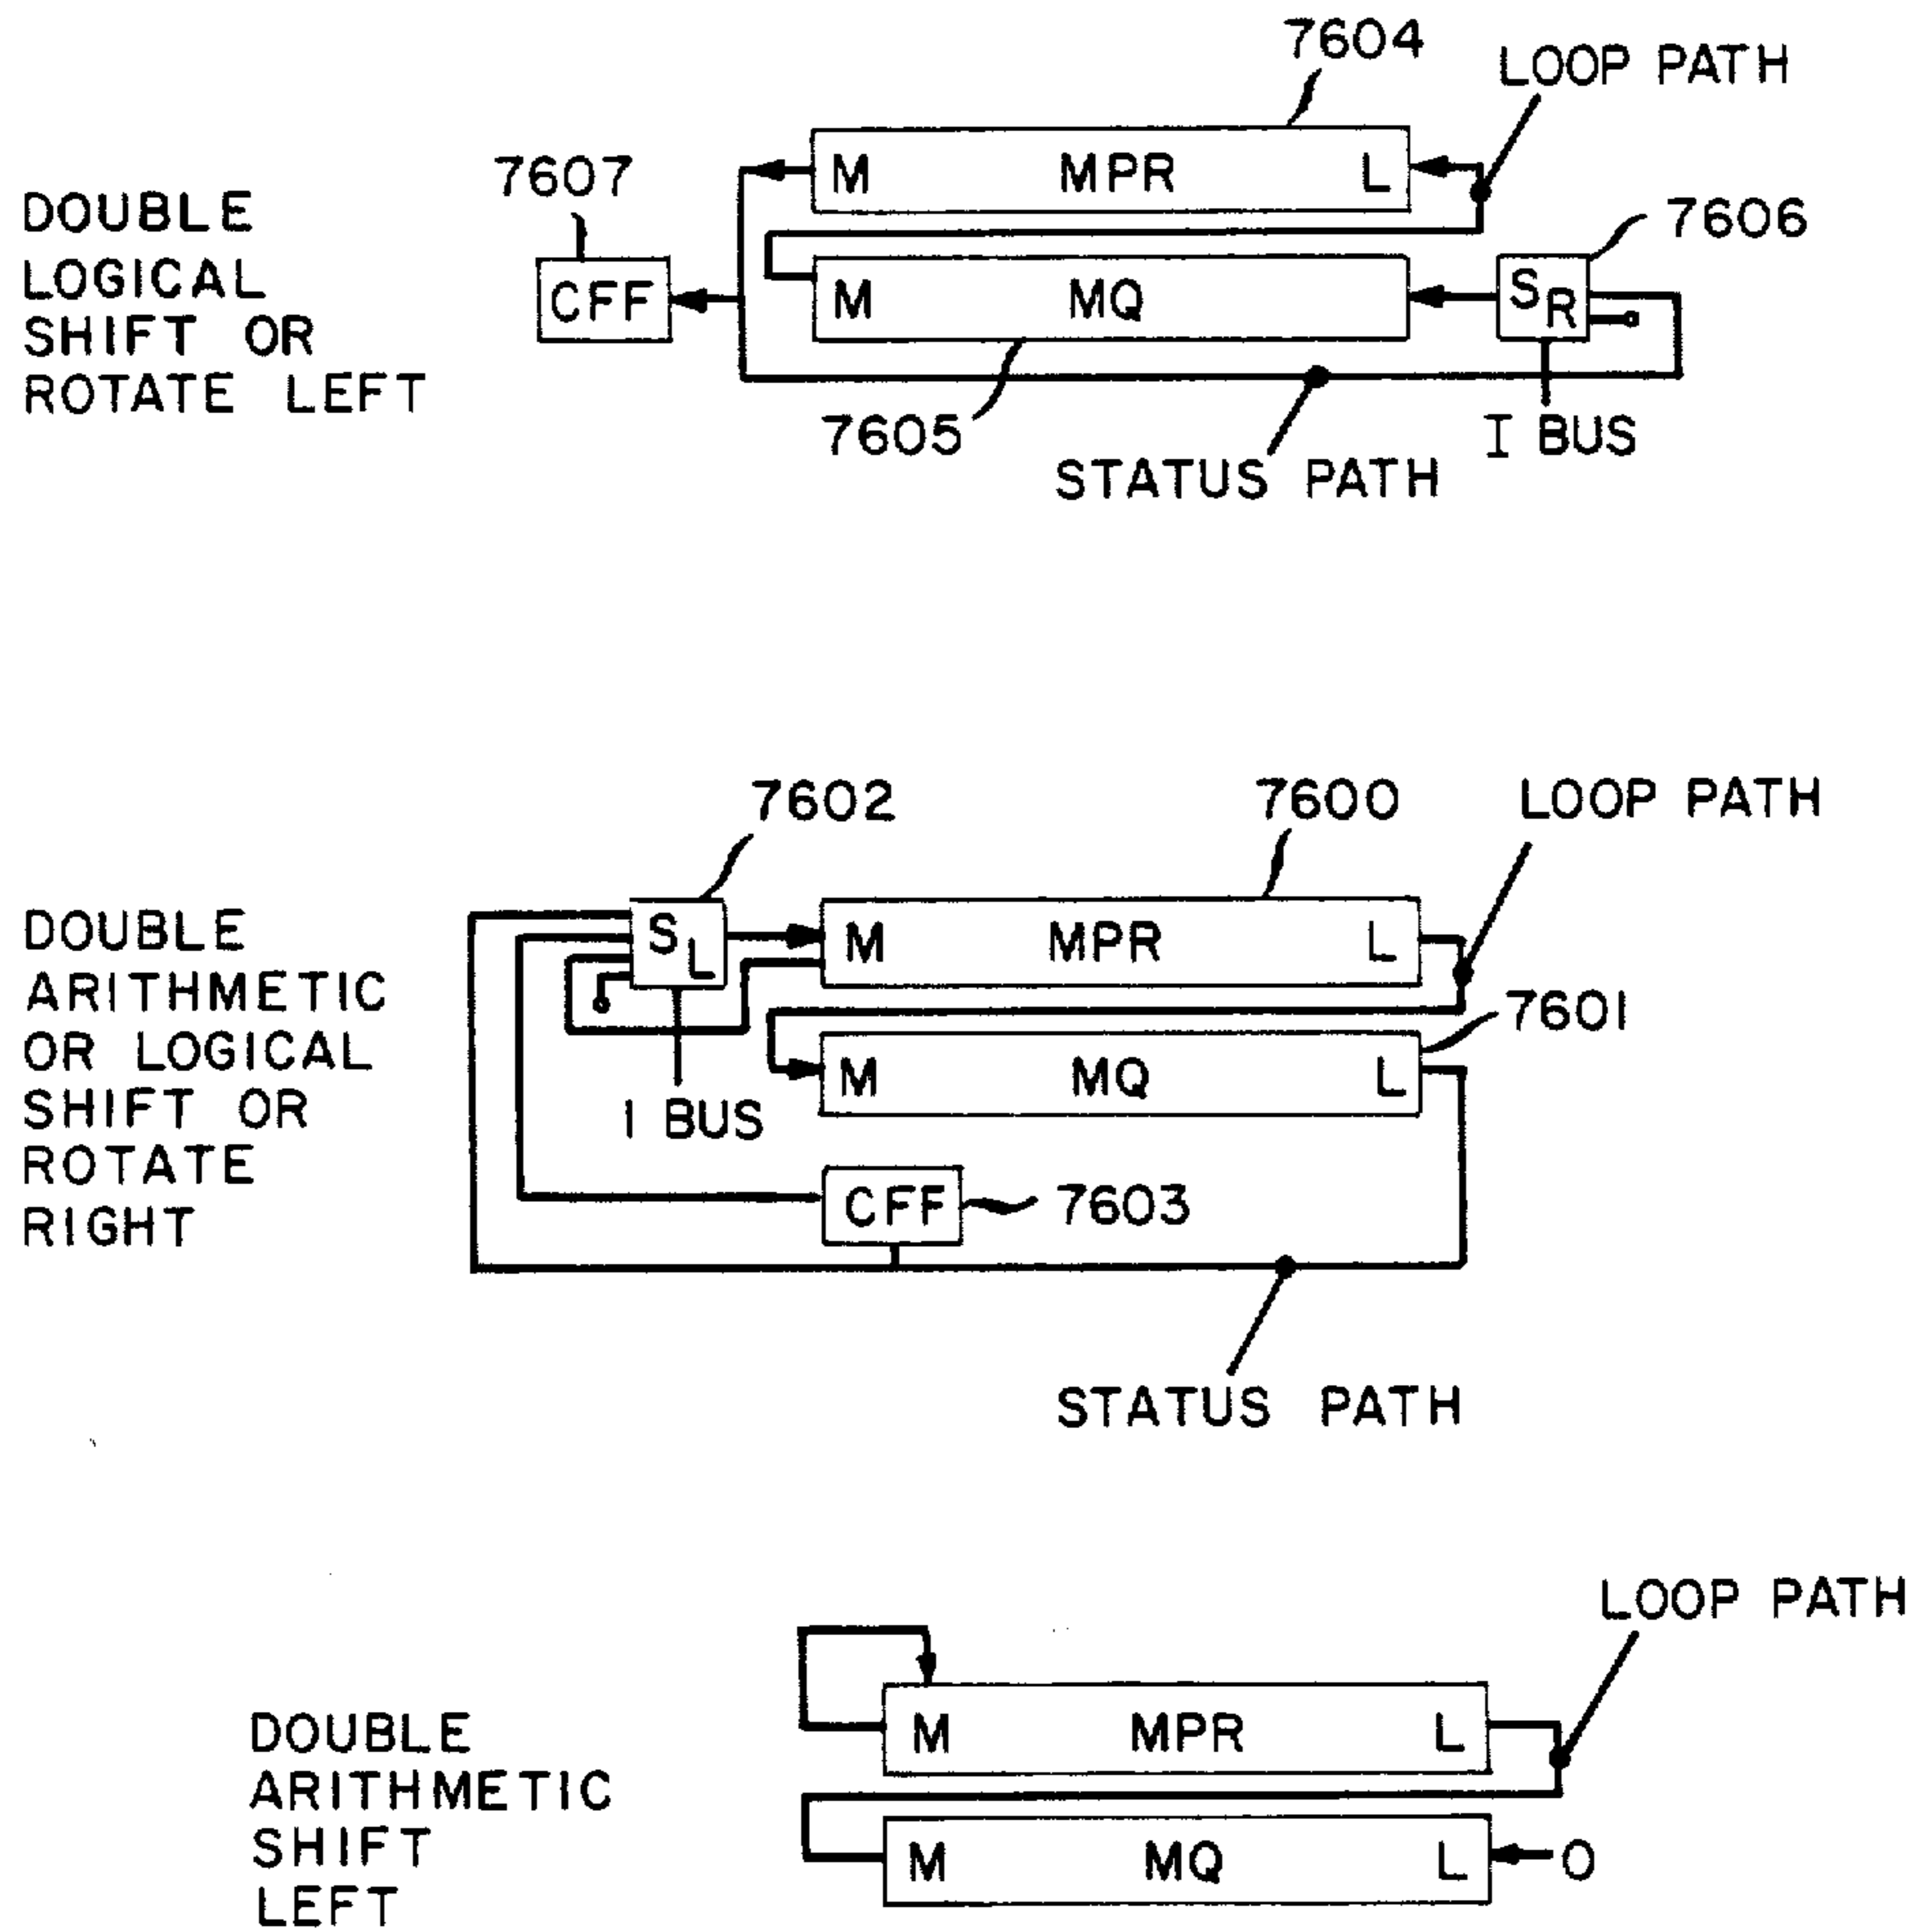 7604
LOOP PATH
7607
M MPR L
7606
DOUBLE
LOGICAL
SHIFT OR
ROTATE LEFT
CFF
M MQ
SR
7605
I BUS
STATUS PATH
7602
7600
LOOP PATH
DOUBLE
ARITHMETIC
OR LOGICAL
SHIFT OR
ROTATE
RIGHT
SL
M MPR L
7601
M MQ L
I BUS
CFF
7603
STATUS PATH
LOOP PATH
DOUBLE
ARITHMETIC
SHIFT
LEFT
M MPR L
M MQ L
0